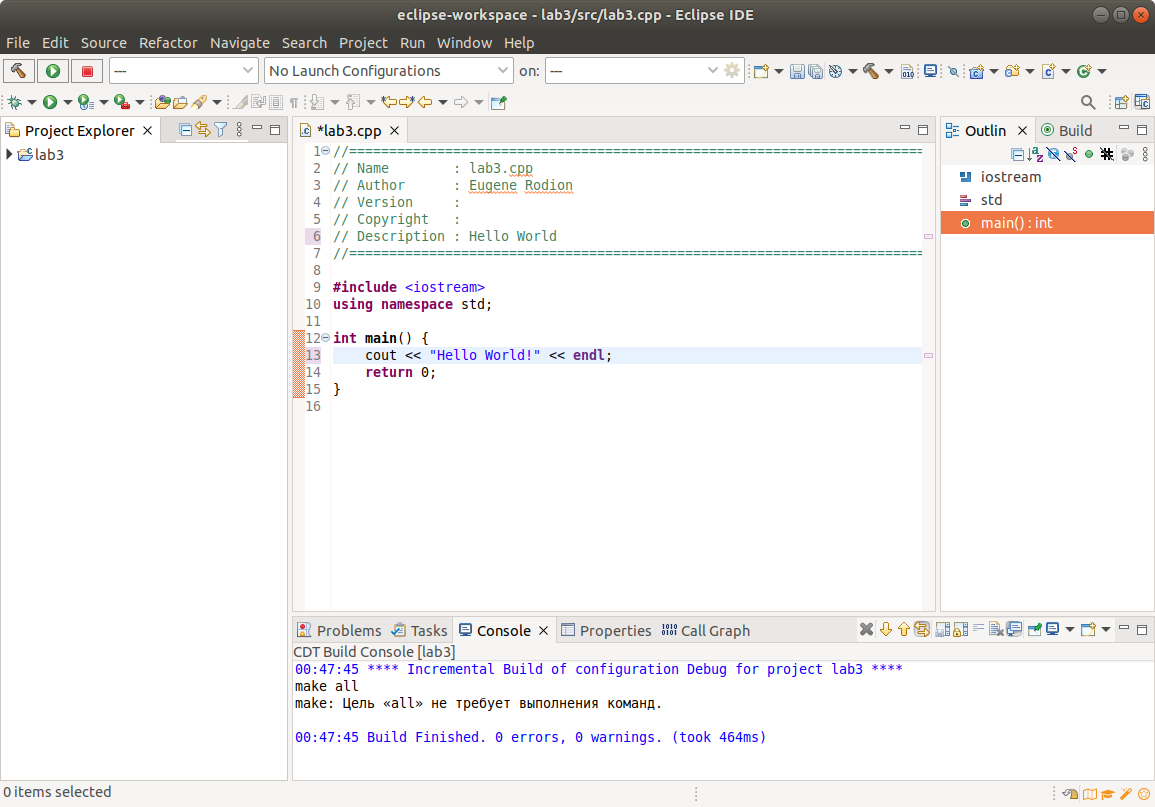 eclipse-workspace - lab3/src/lab3.cpp - Eclipse IDE
File Edit Source Refactor Navigate Search Project Run Window Help
--- No Launch Configurations on: ---
Project Explorer
lab3
*lab3.cpp
1 //========================================================================
2 // Name        : lab3.cpp
3 // Author      : Eugene Rodion
4 // Version     :
5 // Copyright   :
6 // Description : Hello World
7 //========================================================================
8
9 #include <iostream>
10 using namespace std;
11
12 int main() {
13     cout << "Hello World!" << endl;
14     return 0;
15 }
16
Outlin Build
iostream
std
main() : int
Problems Tasks Console Properties Call Graph
CDT Build Console [lab3]
00:47:45 **** Incremental Build of configuration Debug for project lab3 ****
make all
make: Цель «all» не требует выполнения команд.
00:47:45 Build Finished. 0 errors, 0 warnings. (took 464ms)
0 items selected